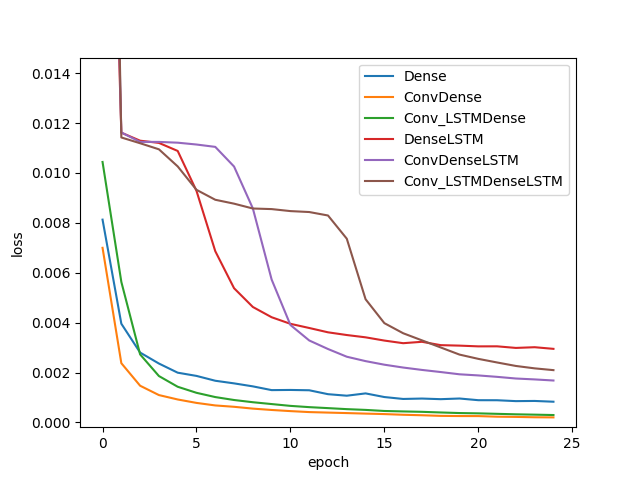 0.014
0.012
0.010
0.008
0.006
0.004
0.002
0.000
loss
0
5
10
15
20
25
epoch
Dense
ConvDense
Conv_LSTMDense
DenseLSTM
ConvDenseLSTM
Conv_LSTMDenseLSTM